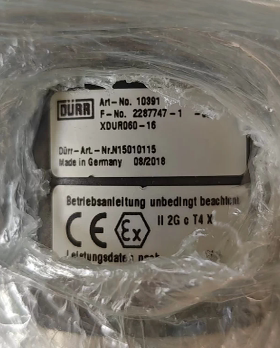 DÜRR
Art-No. 10391
F-No. 2287747-1
XDUR060-16
Dürr-Art.-Nr.N15010115
Made in Germany 08/2018
Betriebsanleitung unbedingt beachten
CE Ex II 2G c T4 X
Leistungsdaten